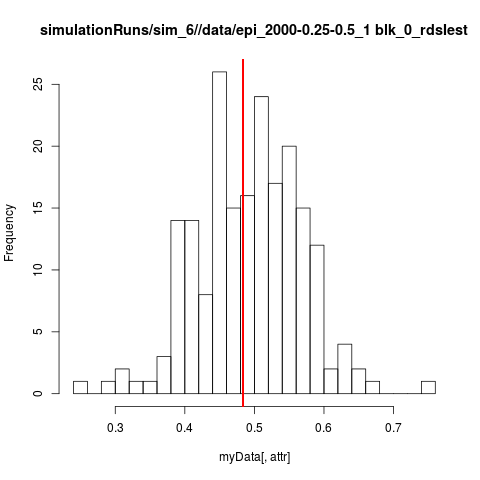 simulationRuns/sim_6//data/epi_2000-0.25-0.5_1 blk_0_rdslest
Frequency
0
5
10
15
20
25
0.3 0.4 0.5 0.6 0.7
myData[, attr]